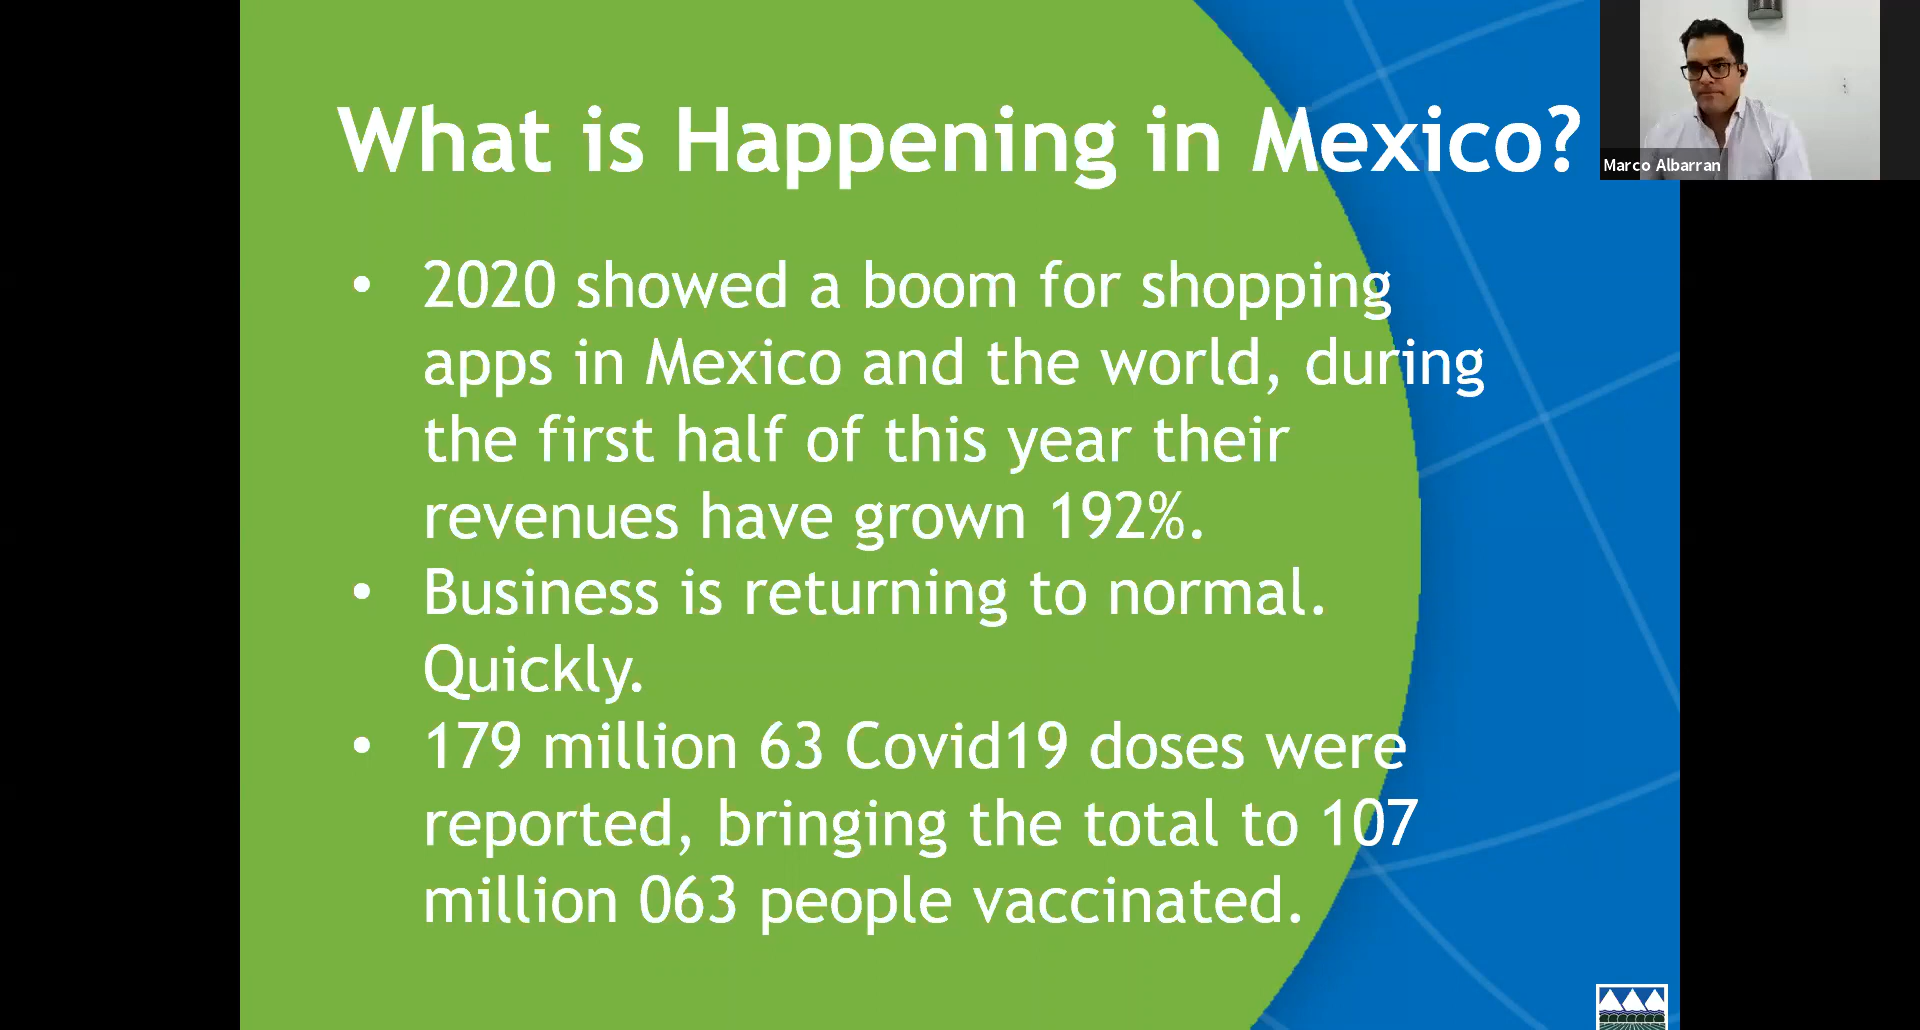 What is Happening in Mexico?
Marco Albarran
• 2020 showed a boom for shopping
apps in Mexico and the world, during
the first half of this year their
revenues have grown 192%.
• Business is returning to normal.
Quickly.
• 179 million 63 Covid19 doses were
reported, bringing the total to 107
million 063 people vaccinated.